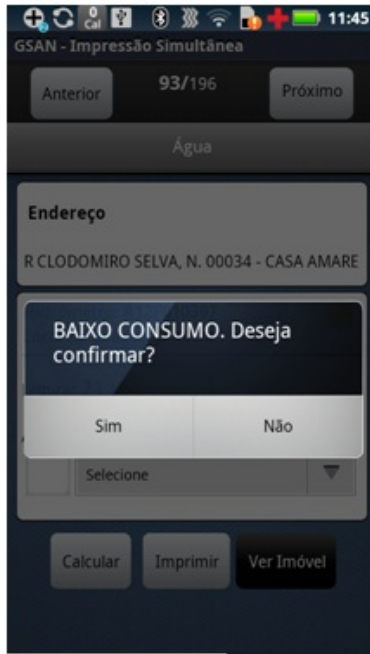 11:45
GSAN - Impressão Simultânea
Anterior
93/196
Próximo
Água
Endereço
R CLODOMIRO SELVA, N. 00034 - CASA AMARE
BAIXO CONSUMO. Deseja
confirmar?
Sim
Não
Selecione
Calcular
Imprimir
Ver Imóvel